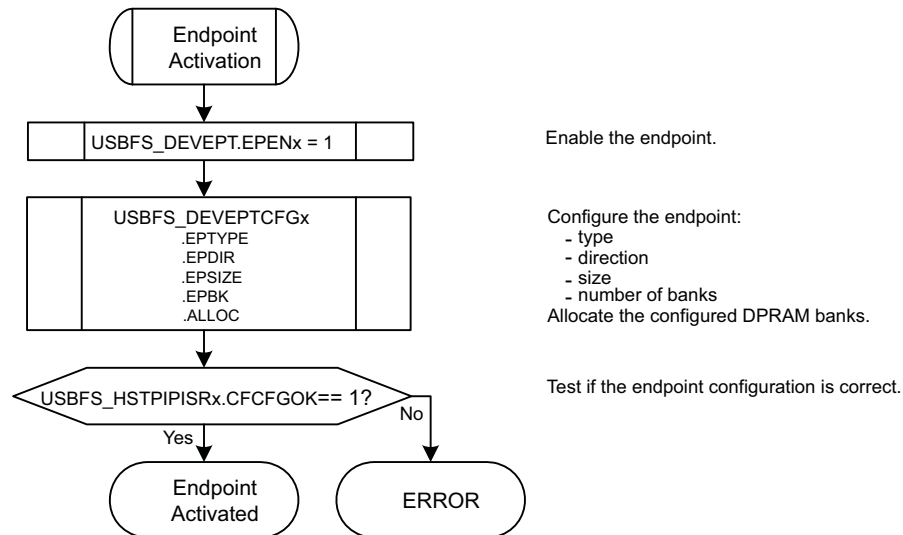 Endpoint
Activation
USBFS_DEVEPT.EPENx = 1
Enable the endpoint.
USBFS_DEVEPTCFGx
.EPTYPE
.EPDIR
.EPSIZE
.EPBK
.ALLOC
Configure the endpoint:
- type
- direction
- size
- number of banks
Allocate the configured DPRAM banks.
USBFS_HSTPIPISRx.CFCFGOK== 1?
Test if the endpoint configuration is correct.
No
Yes
Endpoint
Activated
ERROR